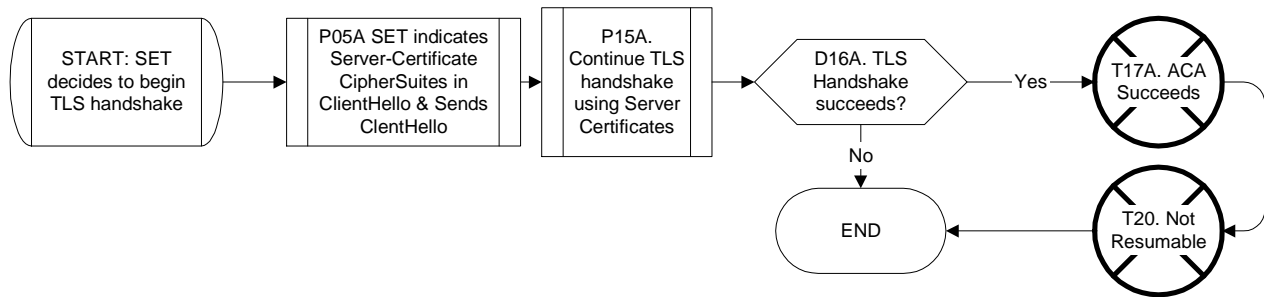 START: SET
decides to begin
TLS handshake
P05A SET indicates
Server-Certificate
CipherSuites in
ClientHello & Sends
ClentHello
P15A.
Continue TLS
handshake
using Server
Certificates
D16A. TLS
Handshake
succeeds?
Yes
T17A. ACA
Succeeds
No
END
T20. Not
Resumable